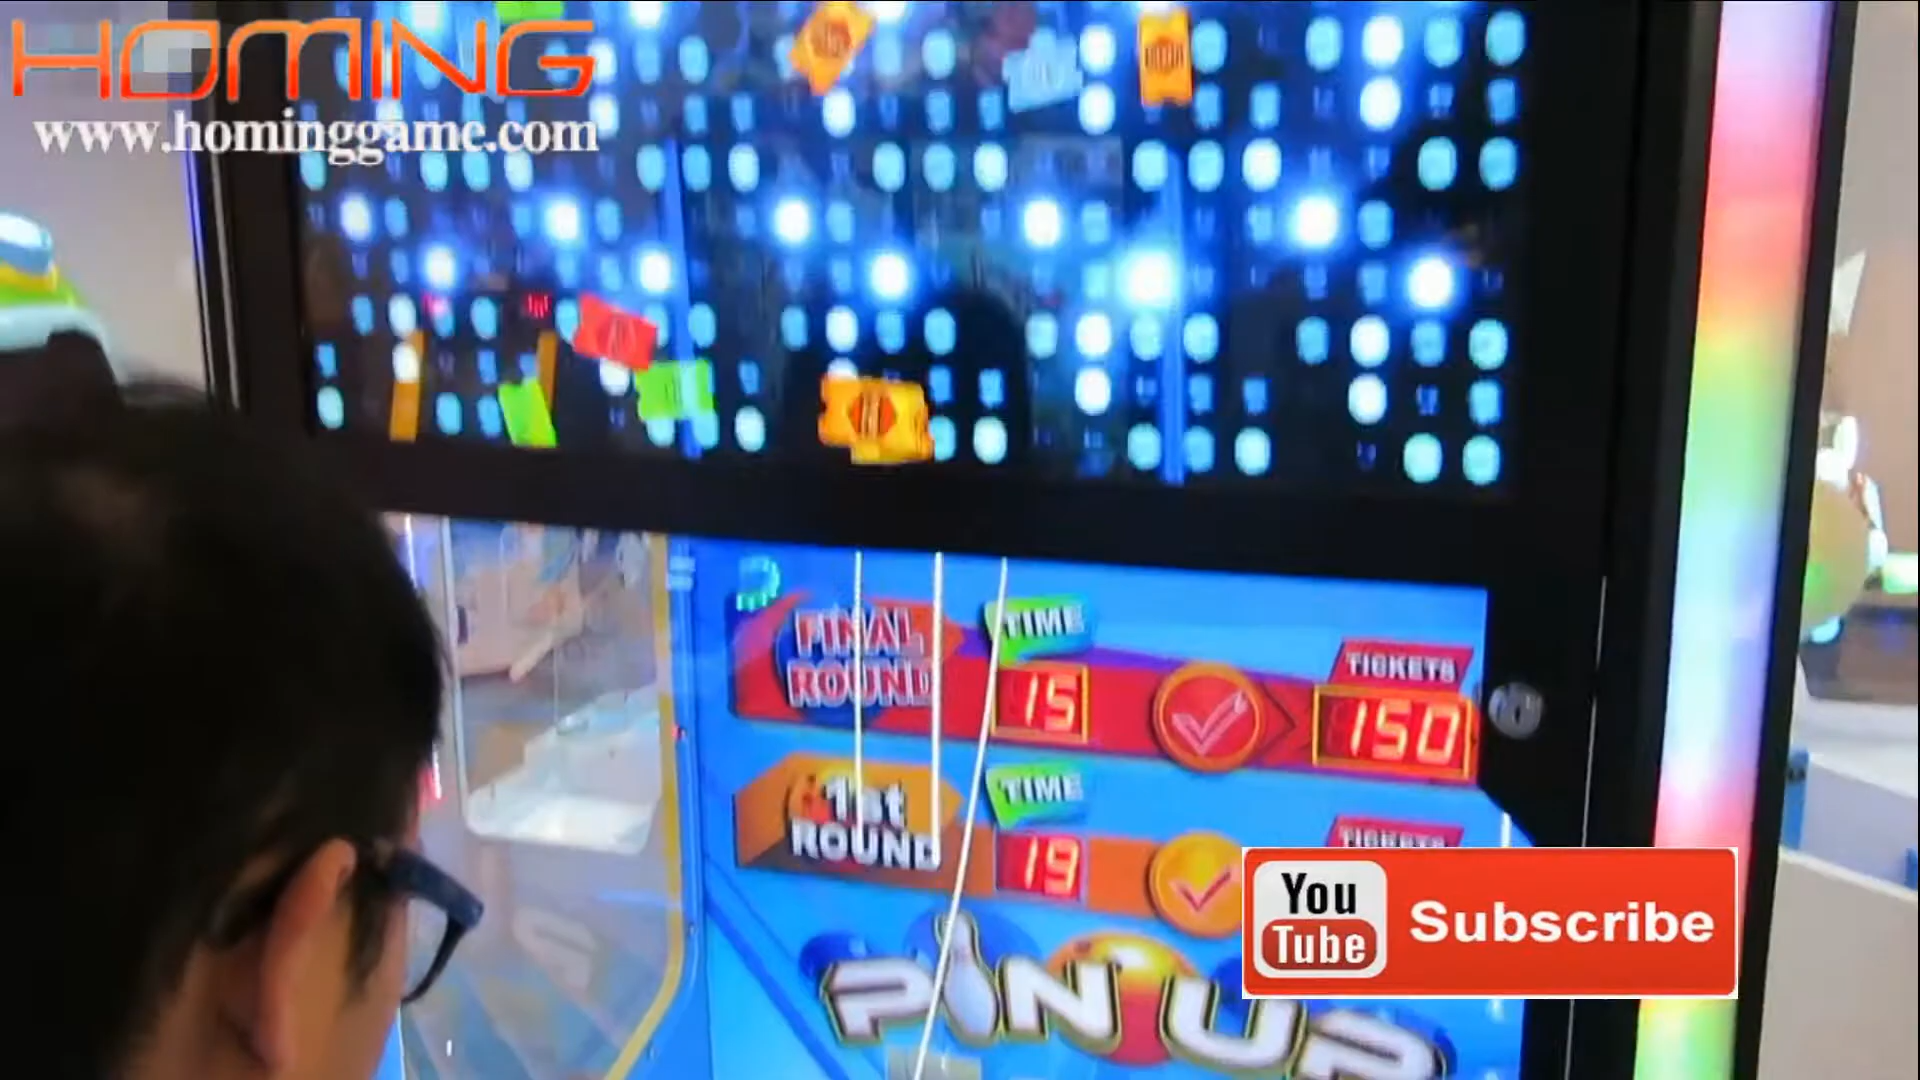 HOMING
www.hominggame.com
FINAL
ROUND
TIME
15
TICKETS
150
1st
ROUND
TIME
19
TICKETS
You
Tube
Subscribe
PIN UP